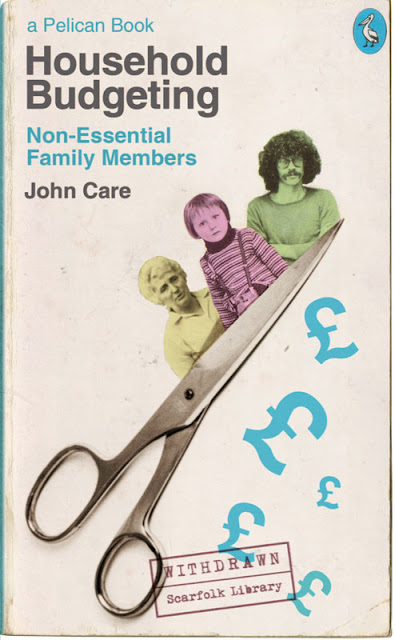 a Pelican Book
Household
Budgeting
Non-Essential
Family Members
John Care
£
£
£
£
£
WITHDRAWN
Scarfolk Library